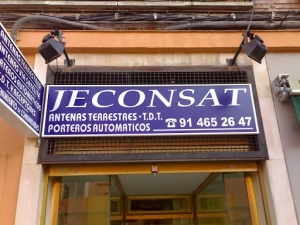 JECONSAT
ANTENAS TERRESTRES - T.D.T.
PORTEROS AUTOMATICOS ☎ 91 465 26 47